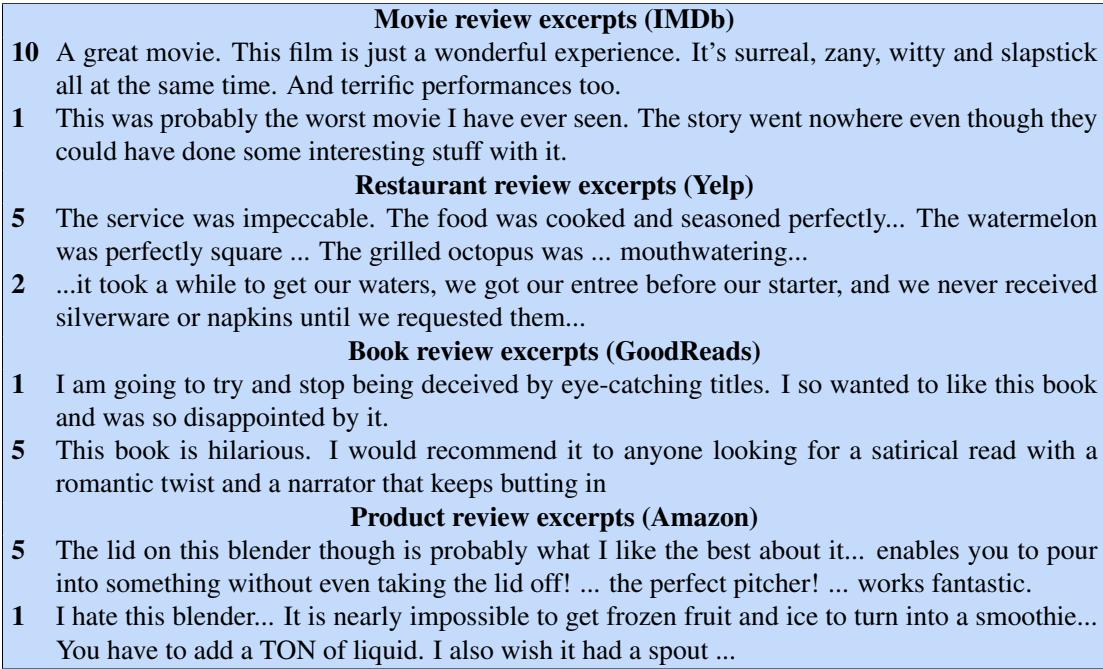 Movie review excerpts (IMDb)
10 A great movie. This film is just a wonderful experience. It's surreal, zany, witty and slapstick
all at the same time. And terrific performances too.
1 This was probably the worst movie I have ever seen. The story went nowhere even though they
could have done some interesting stuff with it.
Restaurant review excerpts (Yelp)
5 The service was impeccable. The food was cooked and seasoned perfectly... The watermelon
was perfectly square ... The grilled octopus was ... mouthwatering...
2 ...it took a while to get our waters, we got our entree before our starter, and we never received
silverware or napkins until we requested them...
Book review excerpts (GoodReads)
1 I am going to try and stop being deceived by eye-catching titles. I so wanted to like this book
and was so disappointed by it.
5 This book is hilarious. I would recommend it to anyone looking for a satirical read with a
romantic twist and a narrator that keeps butting in
Product review excerpts (Amazon)
5 The lid on this blender though is probably what I like the best about it... enables you to pour
into something without even taking the lid off! ... the perfect pitcher! ... works fantastic.
1 I hate this blender... It is nearly impossible to get frozen fruit and ice to turn into a smoothie...
You have to add a TON of liquid. I also wish it had a spout ...